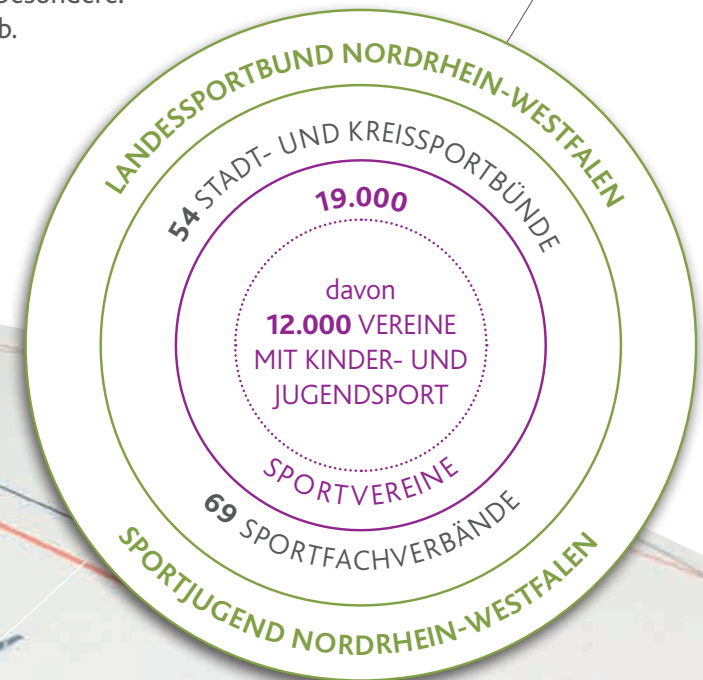 b.
LANDESSPORTBUND NORDRHEIN-WESTFALEN
54 STADT- UND KREISSPORTBÜNDE
19.000
davon
12.000 VEREINE
MIT KINDER- UND
JUGENDSPORT
SPORTVEREINE
69 SPORTFACHVERBÄNDE
SPORTJUGEND NORDRHEIN-WESTFALEN